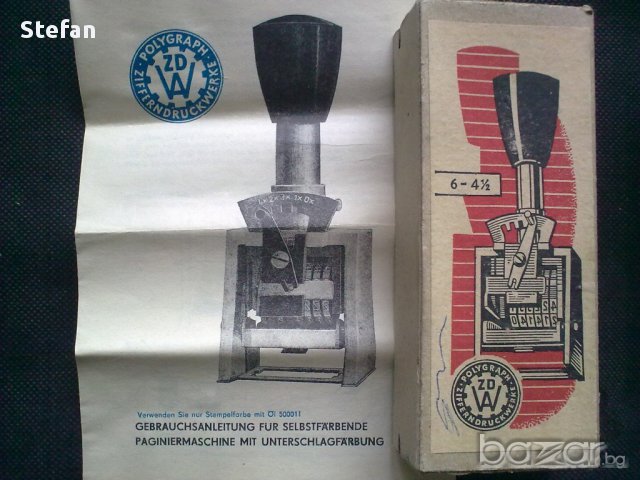 Stefan
POLYGRAPH
ZD
W
ZIFFERNDRUCKWERKE
6-4½
Verwenden Sie nur Stempelfarbe mit Öl 500011
GEBRAUCHSANLEITUNG FÜR SELBSTFÄRBENDE
PAGINIERMASCHINE MIT UNTERSCHLAGFÄRBUNG
POLYGRAPH
ZD
W
ZIFFERNDRUCKWERKE
bazar.bg